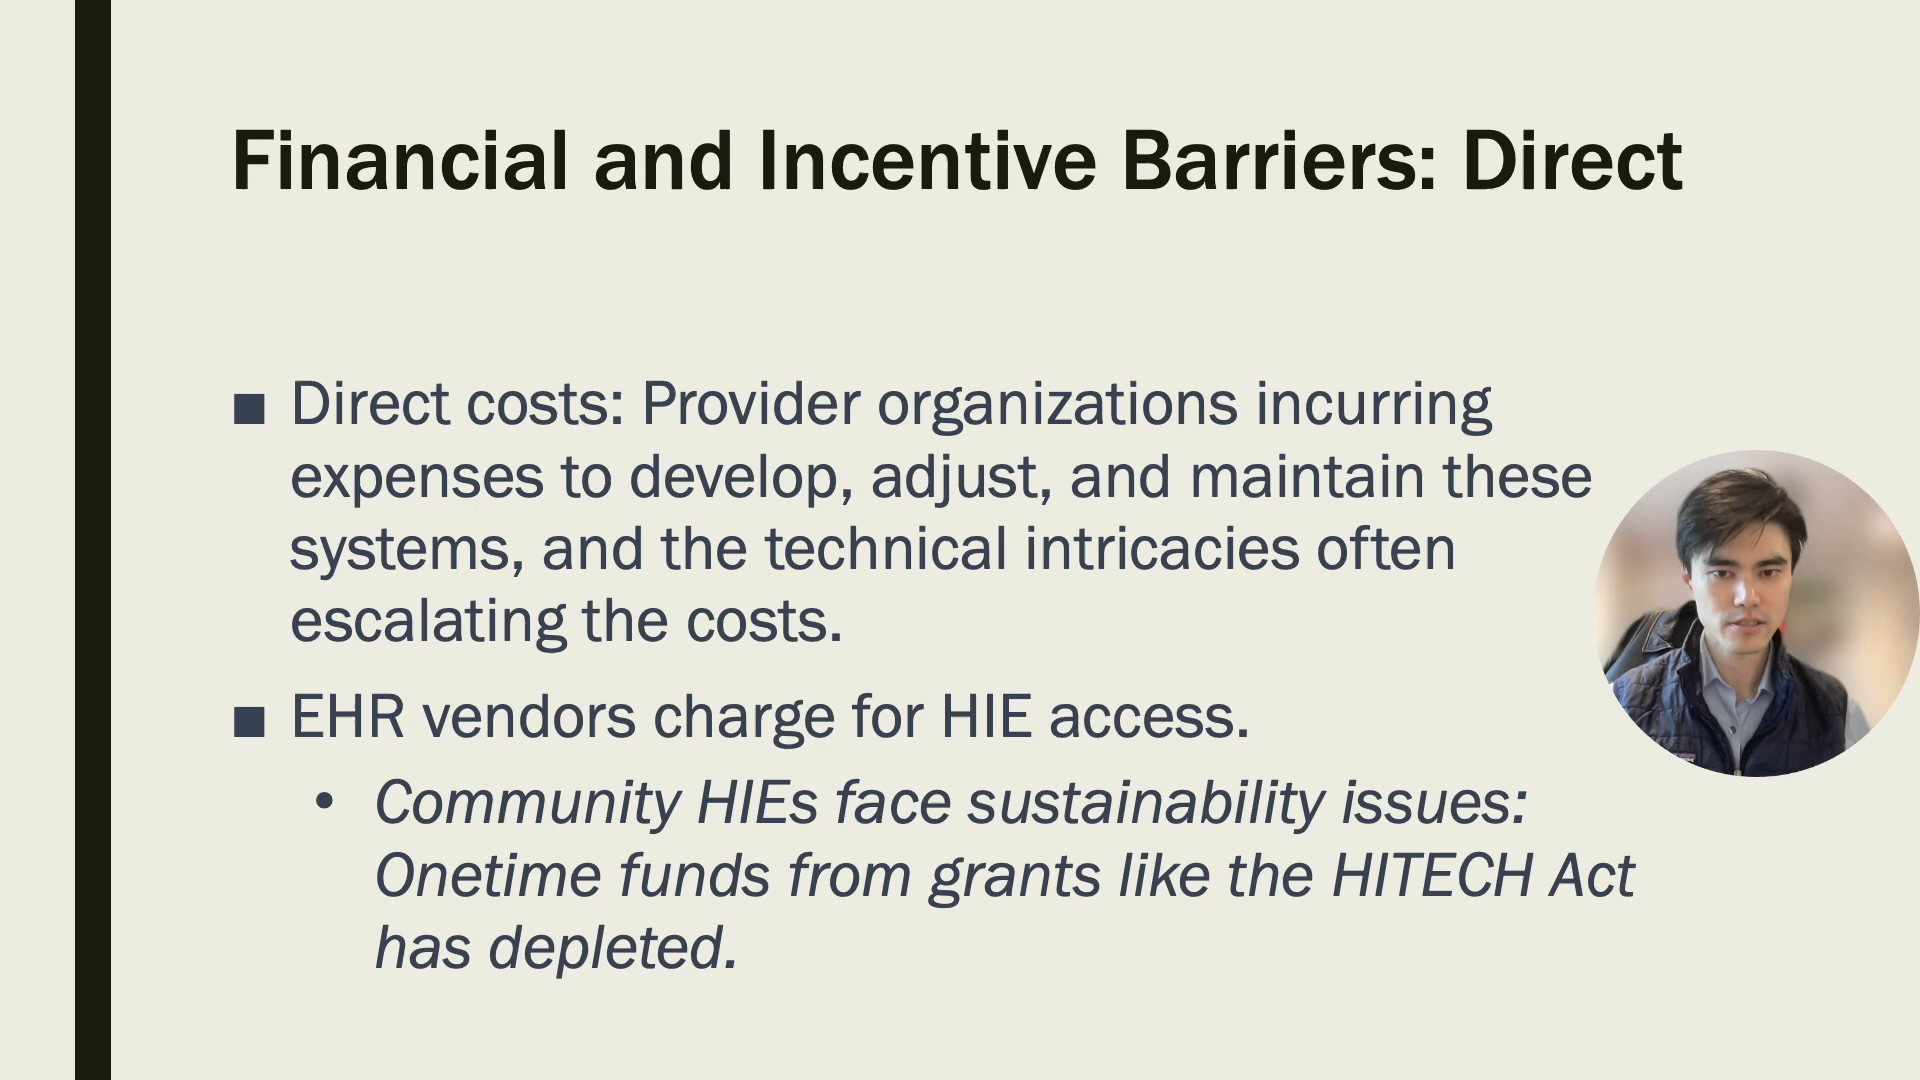 Financial and Incentive Barriers: Direct
■ Direct costs: Provider organizations incurring
expenses to develop, adjust, and maintain these
systems, and the technical intricacies often
escalating the costs.
■ EHR vendors charge for HIE access.
• Community HIEs face sustainability issues:
Onetime funds from grants like the HITECH Act
has depleted.